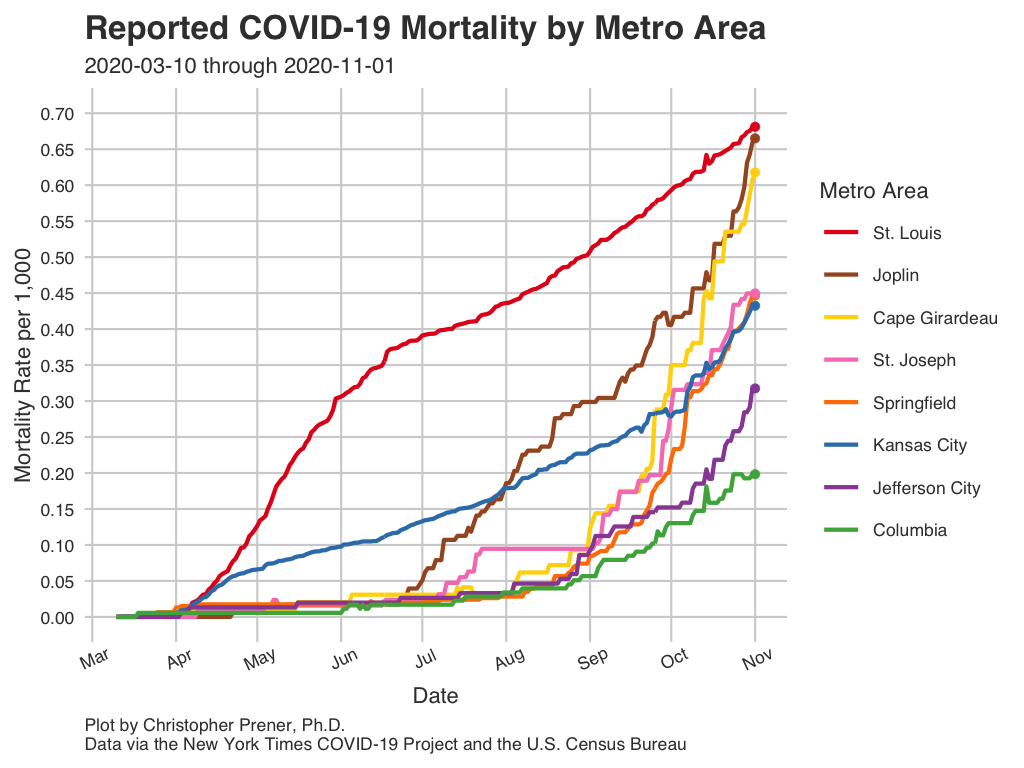 Reported COVID-19 Mortality by Metro Area
2020-03-10 through 2020-11-01
Mortality Rate per 1,000
0.70
0.65
0.60
0.55
0.50
0.45
0.40
0.35
0.30
0.25
0.20
0.15
0.10
0.05
0.00
Mar Apr May Jun Jul Aug Sep Oct Nov
Date
Metro Area
St. Louis
Joplin
Cape Girardeau
St. Joseph
Springfield
Kansas City
Jefferson City
Columbia
Plot by Christopher Prener, Ph.D.
Data via the New York Times COVID-19 Project and the U.S. Census Bureau